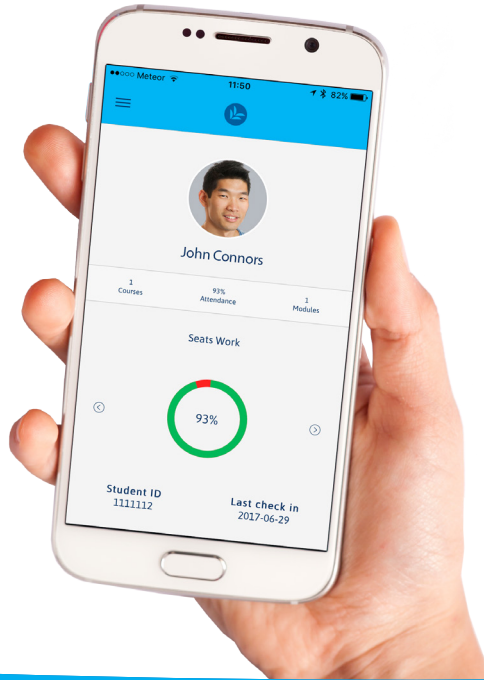 Meteor 11:50 82%
John Connors
1 93% 1
Courses Attendance Modules
Seats Work
93%
Student ID Last check in
1111112 2017-06-29